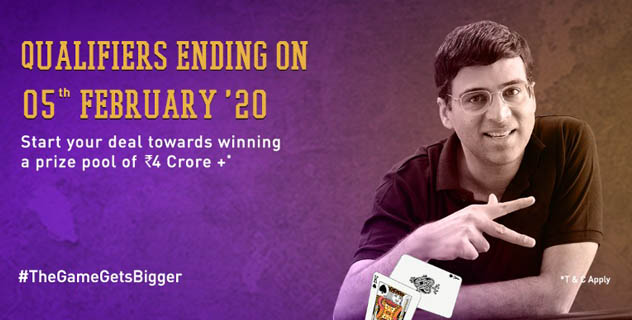 QUALIFIERS ENDING ON
05th FEBRUARY '20
Start your deal towards winning
a prize pool of ₹4 Crore +*
#TheGameGetsBigger
*T & C Apply
K